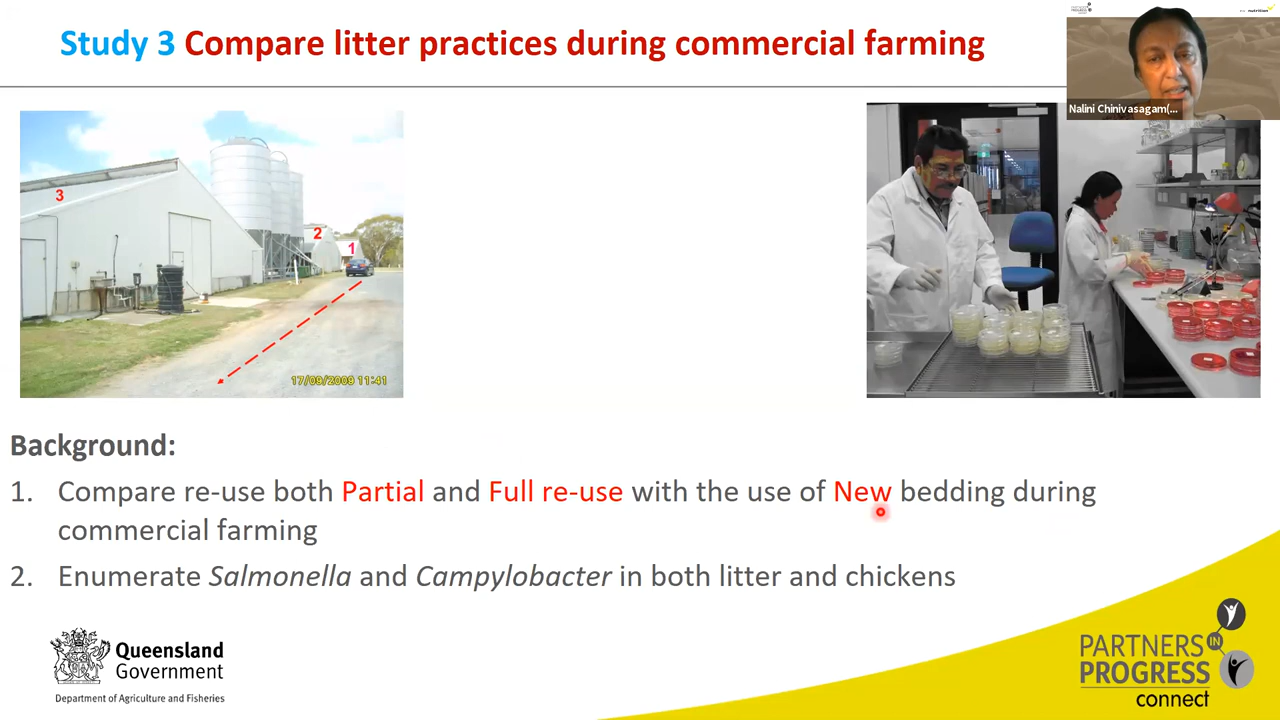 Study 3 Compare litter practices during commercial farming
Nalini Chinivasagam(...
3
2
1
17/09/2009 11:41
Background:
1. Compare re-use both Partial and Full re-use with the use of New bedding during
commercial farming
2. Enumerate Salmonella and Campylobacter in both litter and chickens
Queensland
Government
Department of Agriculture and Fisheries
PARTNERS
IN
PROGRESS
connect